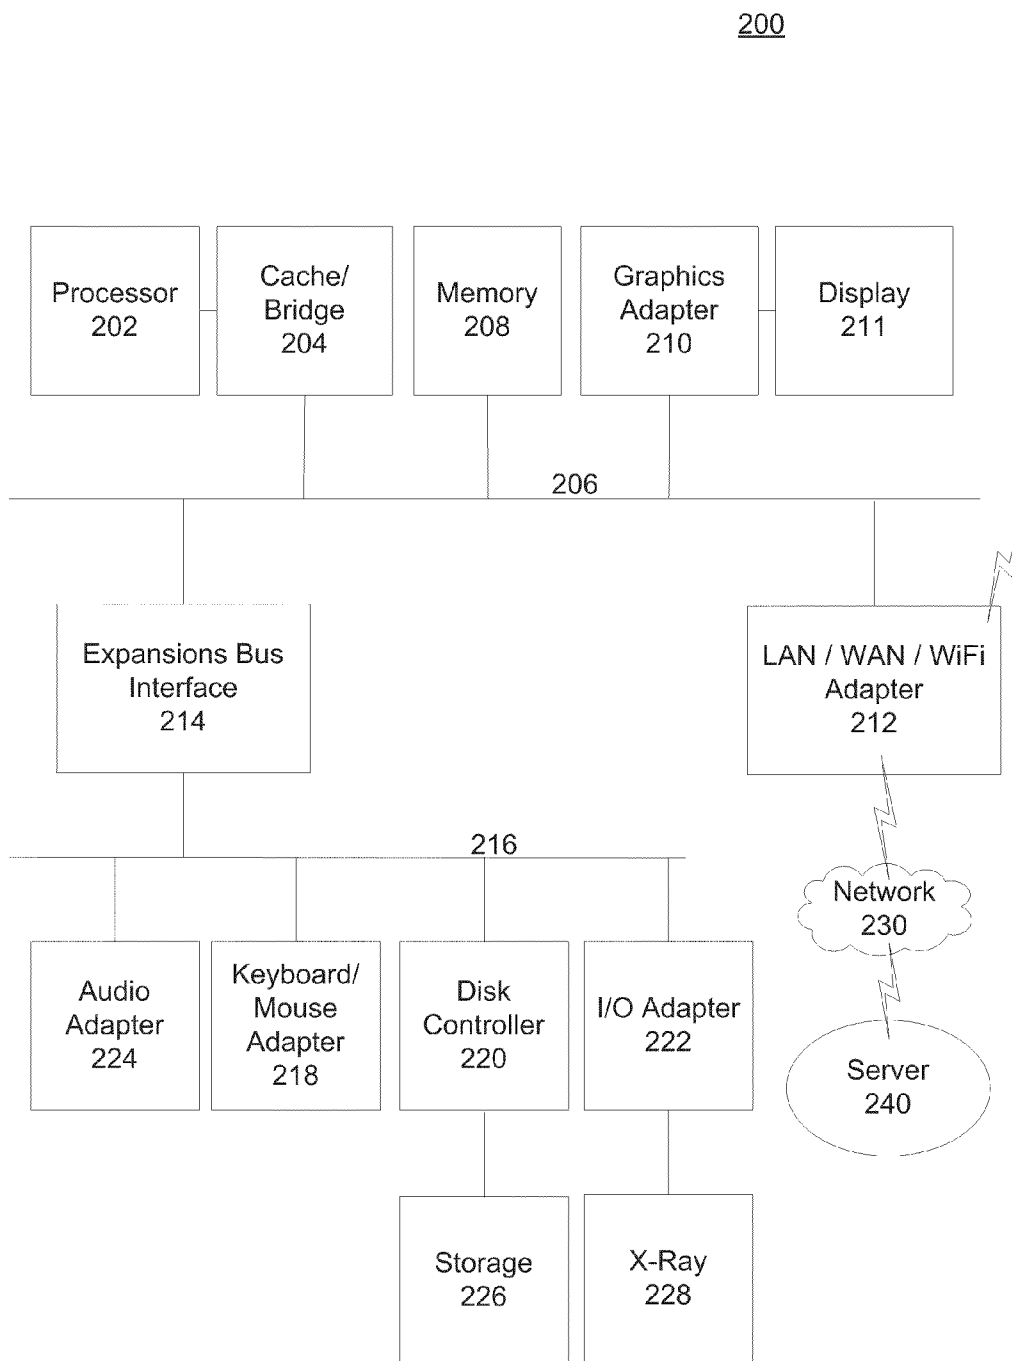 200
Processor
202
Cache/
Bridge
204
Memory
208
Graphics
Adapter
210
Display
211
206
Expansions Bus
Interface
214
LAN / WAN / WiFi
Adapter
212
216
Network
230
Audio
Adapter
224
Keyboard/
Mouse
Adapter
218
Disk
Controller
220
I/O Adapter
222
Server
240
Storage
226
X-Ray
228